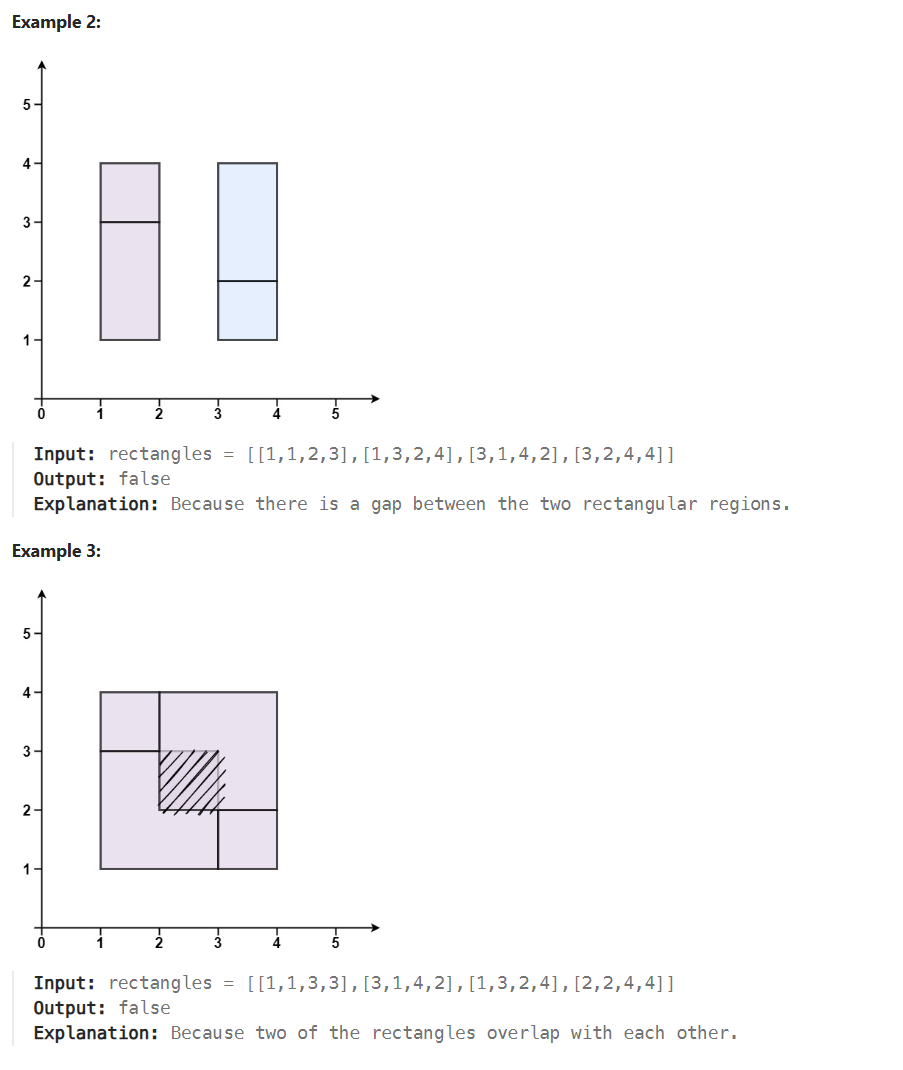 Example 2:
5
4
3
2
1
0 1 2 3 4 5
Input: rectangles = [[1,1,2,3],[1,3,2,4],[3,1,4,2],[3,2,4,4]]
Output: false
Explanation: Because there is a gap between the two rectangular regions.
Example 3:
5
4
3
2
1
0 1 2 3 4 5
Input: rectangles = [[1,1,3,3],[3,1,4,2],[1,3,2,4],[2,2,4,4]]
Output: false
Explanation: Because two of the rectangles overlap with each other.